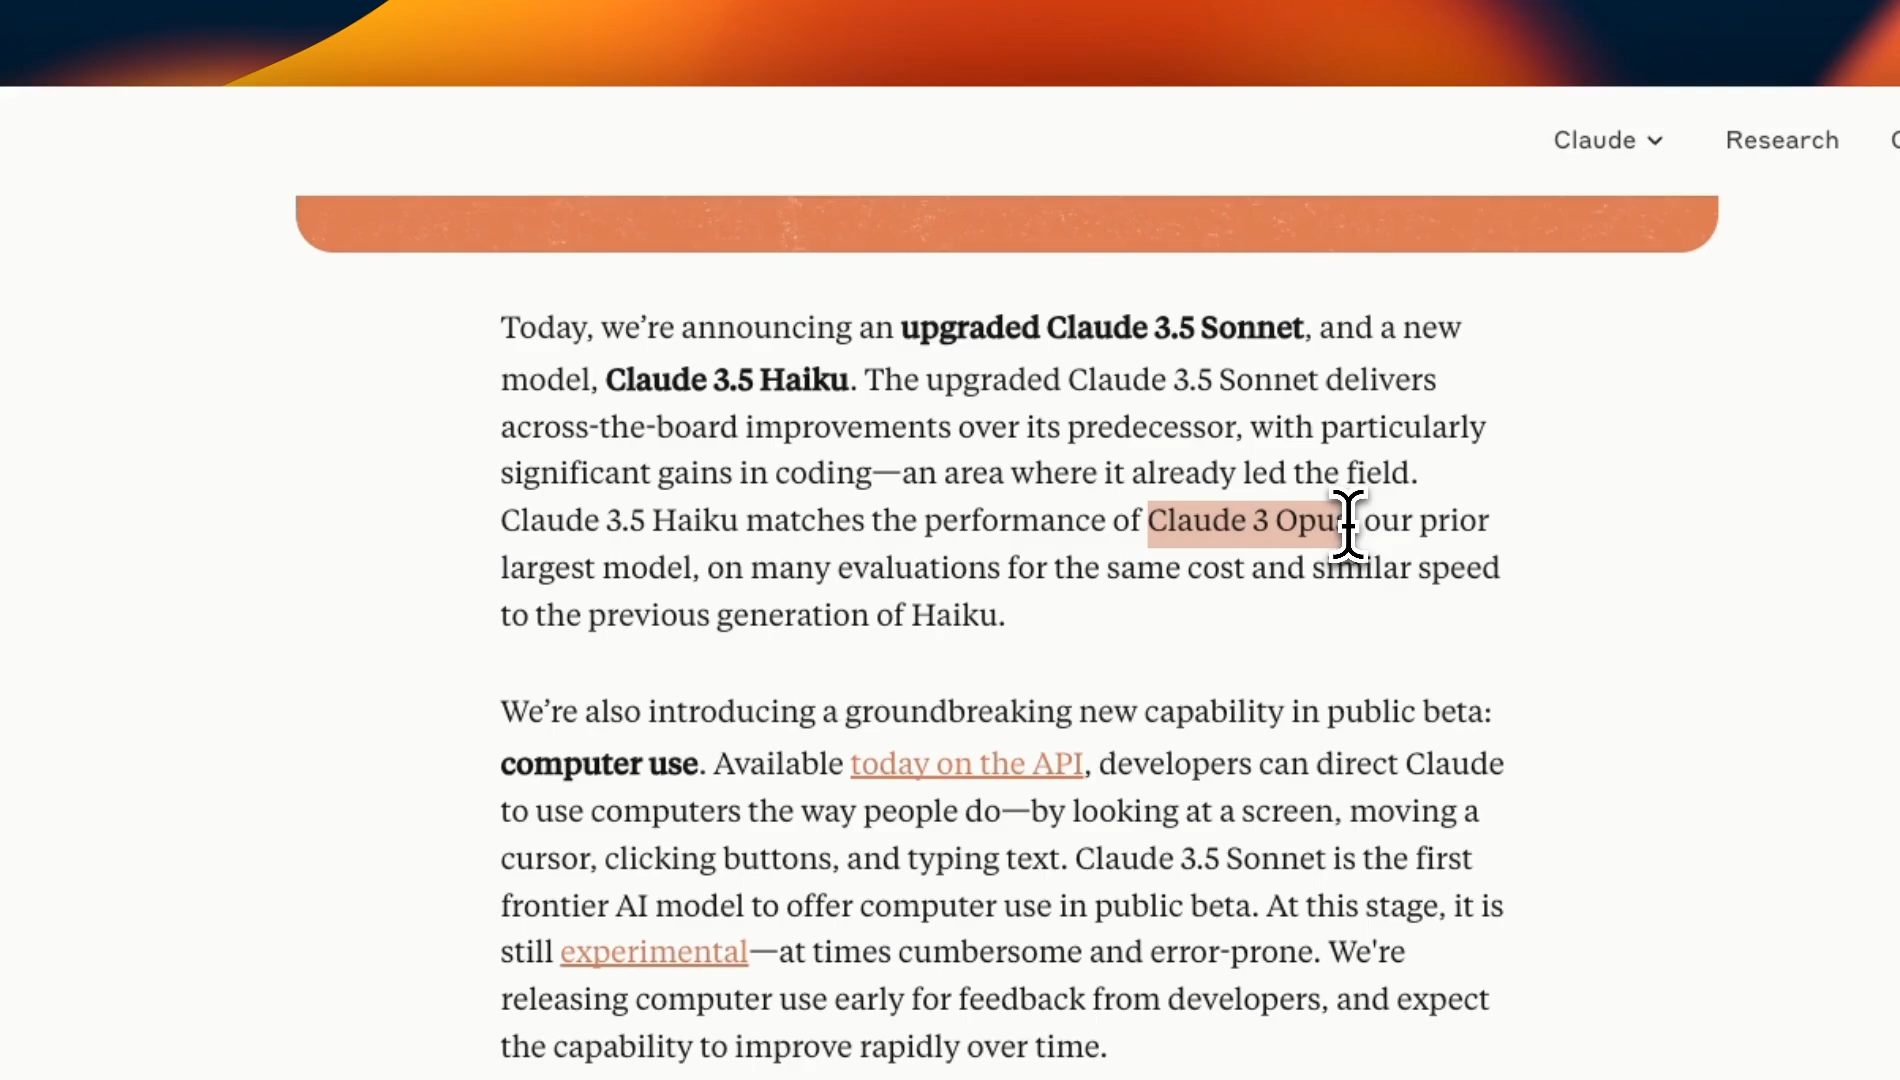 Claude Research
Today, we’re announcing an upgraded Claude 3.5 Sonnet, and a new
model, Claude 3.5 Haiku. The upgraded Claude 3.5 Sonnet delivers
across-the-board improvements over its predecessor, with particularly
significant gains in coding—an area where it already led the field.
Claude 3.5 Haiku matches the performance of Claude 3 Opus, our prior
largest model, on many evaluations for the same cost and similar speed
to the previous generation of Haiku.
We’re also introducing a groundbreaking new capability in public beta:
computer use. Available today on the API, developers can direct Claude
to use computers the way people do—by looking at a screen, moving a
cursor, clicking buttons, and typing text. Claude 3.5 Sonnet is the first
frontier AI model to offer computer use in public beta. At this stage, it is
still experimental—at times cumbersome and error-prone. We're
releasing computer use early for feedback from developers, and expect
the capability to improve rapidly over time.